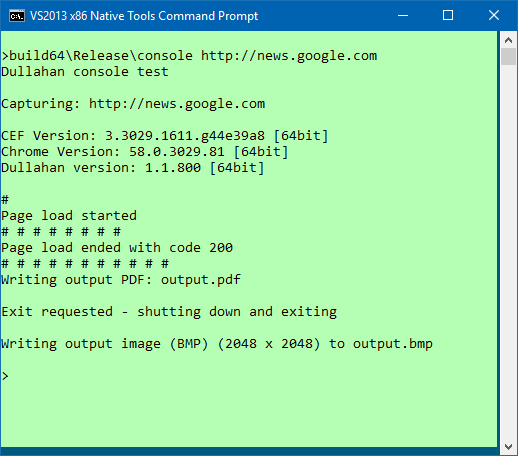 VS2013 x86 Native Tools Command Prompt
>build64\Release\console http://news.google.com
Dullahan console test
Capturing: http://news.google.com
CEF Version: 3.3029.1611.g44e39a8 [64bit]
Chrome Version: 58.0.3029.81 [64bit]
Dullahan version: 1.1.800 [64bit]
#
Page load started
# # # # # # # #
Page load ended with code 200
# # # # # # # # # # #
Writing output PDF: output.pdf
Exit requested - shutting down and exiting
Writing output image (BMP) (2048 x 2048) to output.bmp
>